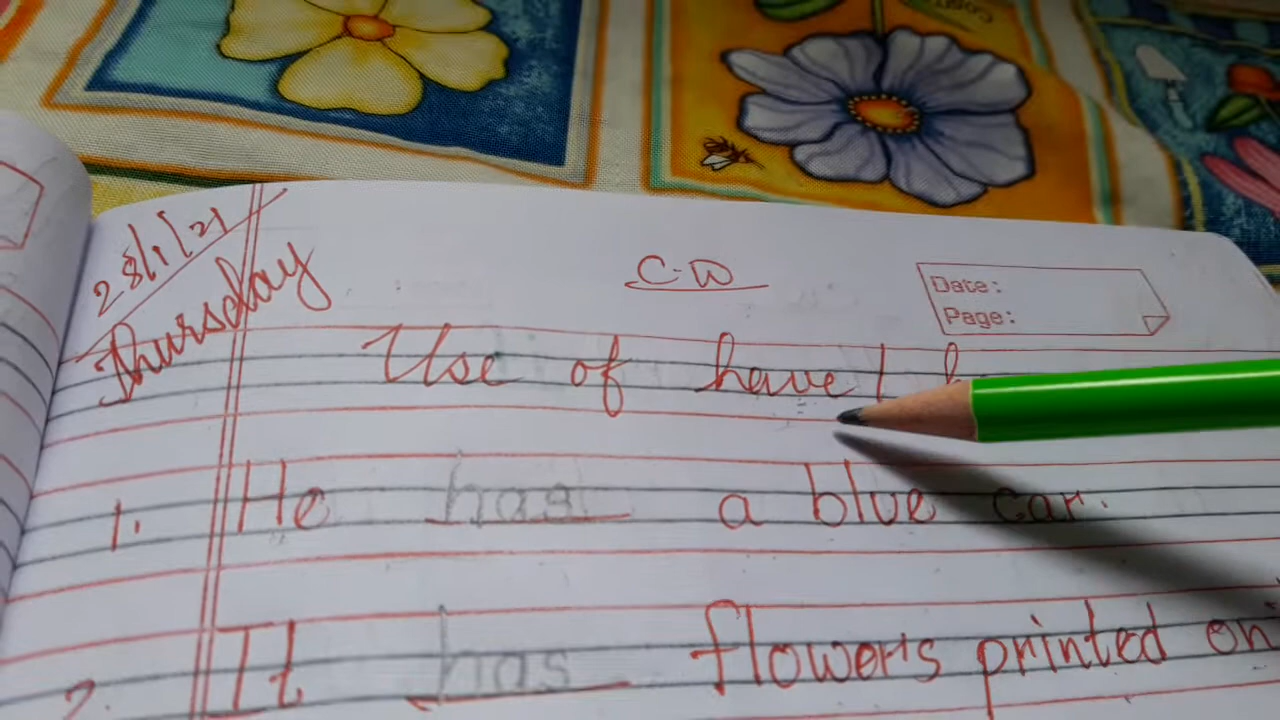 28/1/21
Thursday
C.W
Date:
Page:
Use of have/
1. He has a blue car.
2. It has flowers printed on